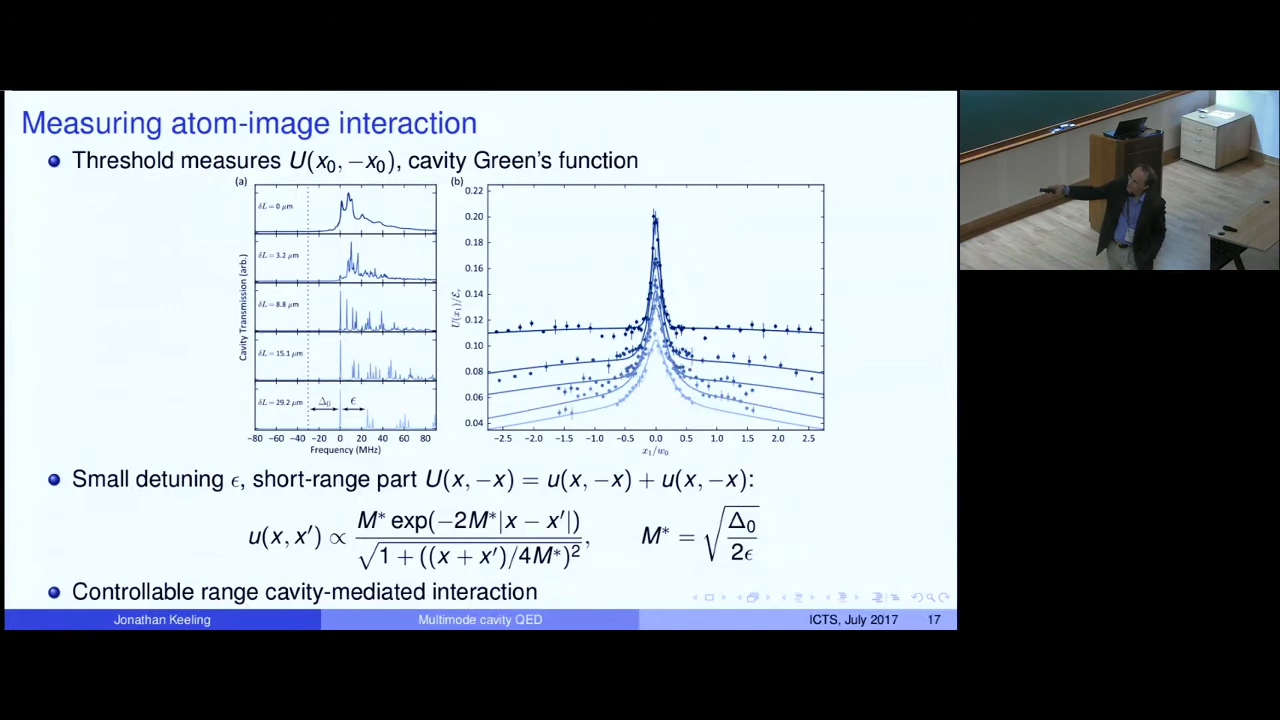 Measuring atom-image interaction
Threshold measures U(x₀, −x₀), cavity Green's function
(a)
(b)
δL = 0 μm
δL = 3.2 μm
δL = 8.8 μm
δL = 15.1 μm
δL = 29.2 μm
Δ₀
ϵ
Cavity Transmission (arb.)
−80 −60 −40 −20 0 20 40 60 80
Frequency (MHz)
0.22
0.20
0.18
0.16
0.14
0.12
0.10
0.08
0.06
0.04
U(x₁)/ℰᵣ
−2.5 −2.0 −1.5 −1.0 −0.5 0.0 0.5 1.0 1.5 2.0 2.5
x₁/w₀
Small detuning ϵ, short-range part U(x, −x) = u(x, −x) + u(x, −x):
u(x, x′) ∝ M* exp(−2M*|x − x′|) / √(1 + ((x + x′)/4M*)²), M* = √(Δ₀ / 2ϵ)
Controllable range cavity-mediated interaction
Jonathan Keeling Multimode cavity QED ICTS, July 2017 17